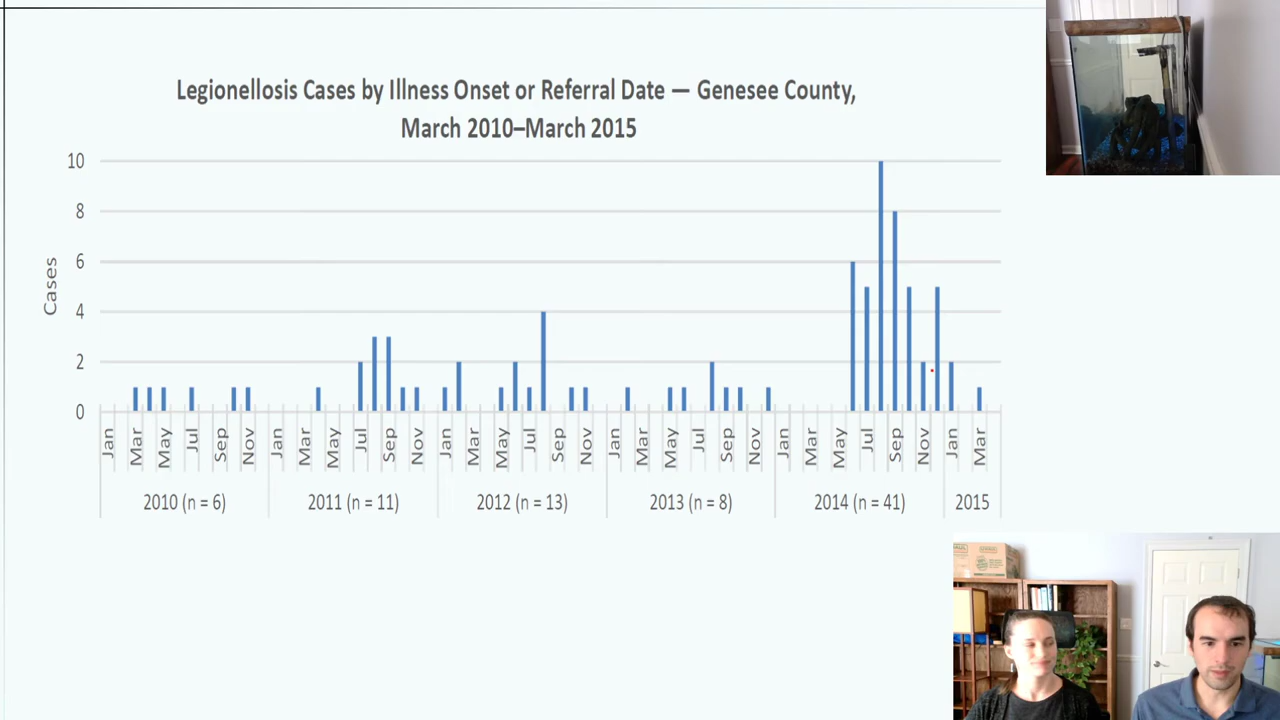 Legionellosis Cases by Illness Onset or Referral Date — Genesee County,
March 2010–March 2015
Cases
10
8
6
4
2
0
Jan Mar May Jul Sep Nov Jan Mar May Jul Sep Nov Jan Mar May Jul Sep Nov Jan Mar May Jul Sep Nov Jan Mar May Jul Sep Nov Jan Mar
2010 (n = 6) 2011 (n = 11) 2012 (n = 13) 2013 (n = 8) 2014 (n = 41) 2015